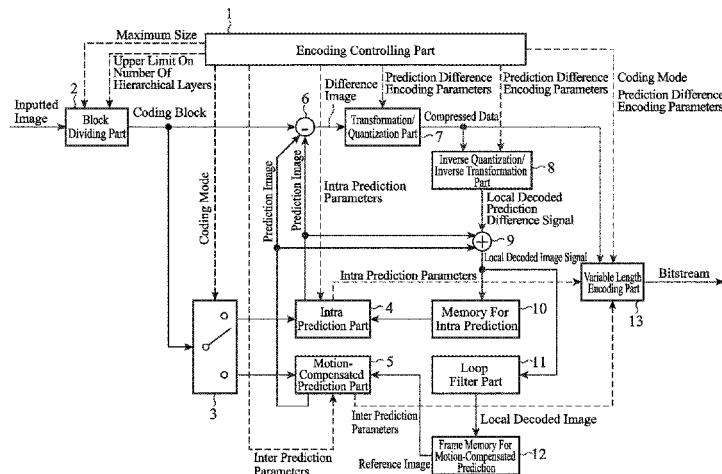 1
Encoding Controlling Part
Maximum Size
Upper Limit On
Number Of
Hierarchical Layers
2
Inputted
Image
Block
Dividing Part
Coding Block
6
-
Difference
Image
Prediction Difference
Encoding Parameters
Prediction Difference
Encoding Parameters
Coding Mode
Prediction Difference
Encoding Parameters
Transformation/
Quantization Part
7
Compressed Data
Inverse Quantization/
Inverse Transformation
Part
8
Coding Mode
Prediction Image
Prediction Image
Intra Prediction
Parameters
Local Decoded
Prediction
Difference Signal
+
9
Local Decoded Image Signal
Intra Prediction Parameters
Variable Length
Encoding Part
13
Bitstream
3
Intra
Prediction Part
4
Memory For
Intra Prediction
10
Motion-
Compensated
Prediction Part
5
Loop
Filter Part
11
Inter Prediction
Parameters
Local Decoded Image
Inter Prediction
Parameters
Reference Image
Frame Memory For
Motion-Compensated
Prediction
12